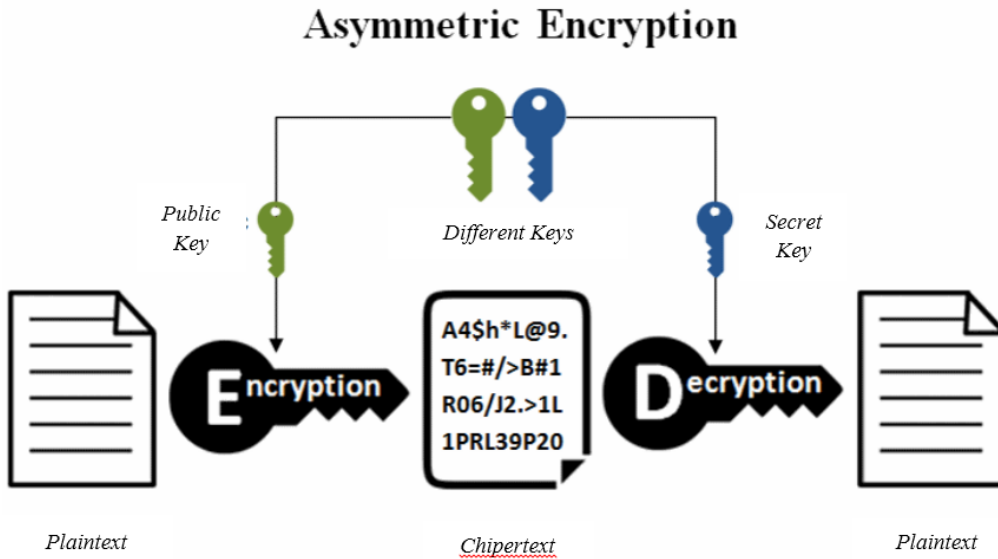 Asymmetric Encryption
Public
Key
Different Keys
Secret
Key
A4$h*L@9.
T6=#/>B#1
R06/J2.>1L
1PRL39P20
Encryption
Decryption
Plaintext
Chipertext
Plaintext